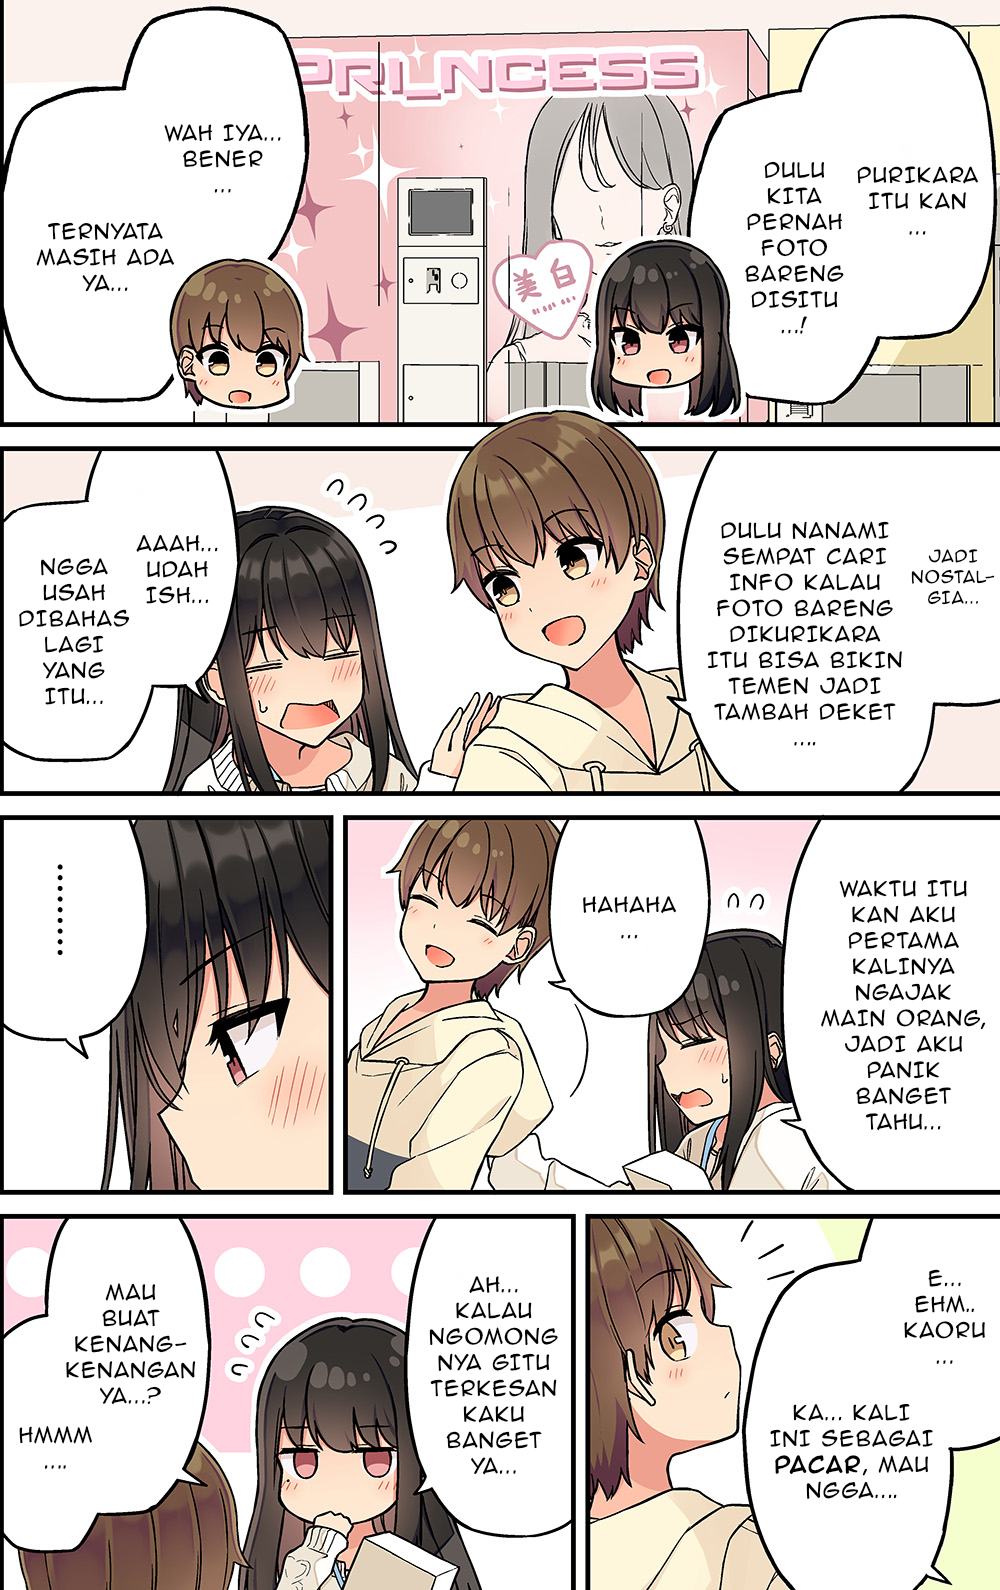 PRI_NCESS
美白
PURIKARA
ITU KAN
...
DULU
KITA
PERNAH
FOTO
BARENG
DISITU
...!
WAH IYA...
BENER
...
TERNYATA
MASIH ADA
YA...
JADI
NOSTAL-
GIA...
DULU NANAMI
SEMPAT CARI
INFO KALAU
FOTO BARENG
DIKURIKARA
ITU BISA BIKIN
TEMEN JADI
TAMBAH DEKET
....
AAAH...
UDAH
ISH...
NGGA
USAH
DIBAHAS
LAGI
YANG
ITU...
WAKTU ITU
KAN AKU
PERTAMA
KALINYA
NGAJAK
MAIN ORANG,
JADI AKU
PANIK
BANGET
TAHU...
HAHAHA
...
.........
E...
EHM..
KAORU
...
KA... KALI
INI SEBAGAI
PACAR, MAU
NGGA....
AH...
KALAU
NGOMONG
NYA GITU
TERKESAN
KAKU
BANGET
YA...
MAU
BUAT
KENANG-
KENANGAN
YA...?
HMMM
....